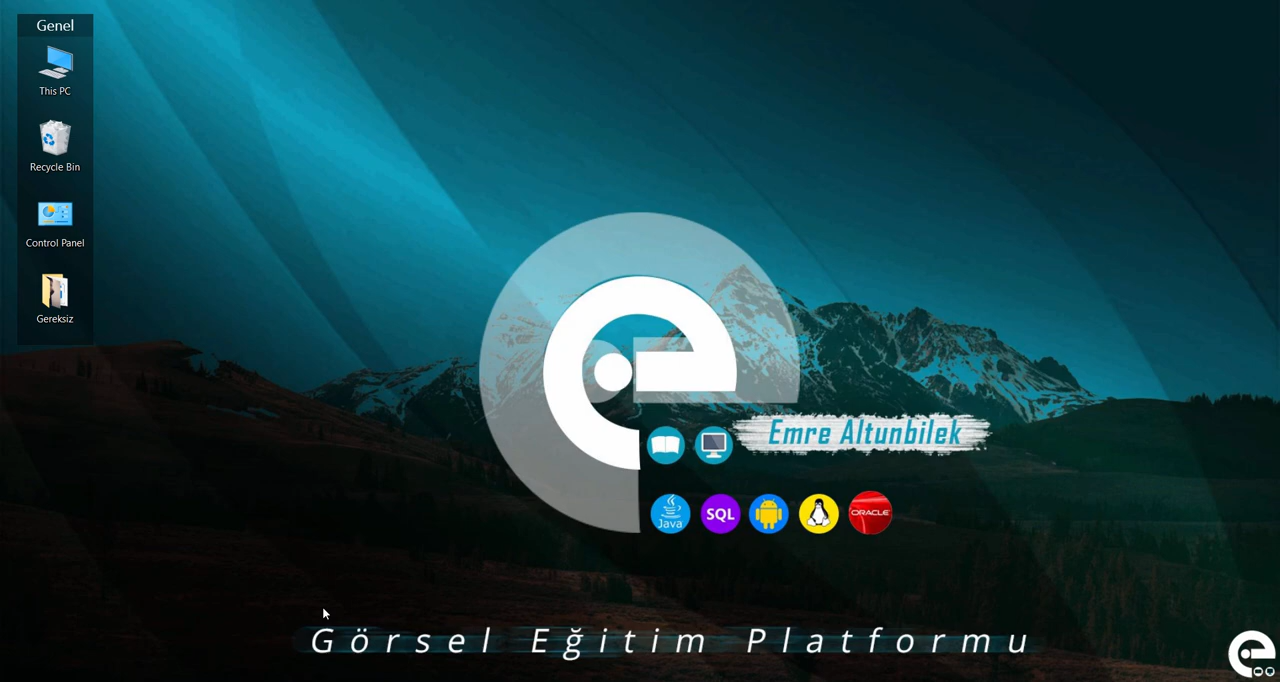 Genel
This PC
Recycle Bin
Control Panel
Gereksiz
Emre Altunbilek
Java
SQL
ORACLE
Görsel Eğitim Platformu